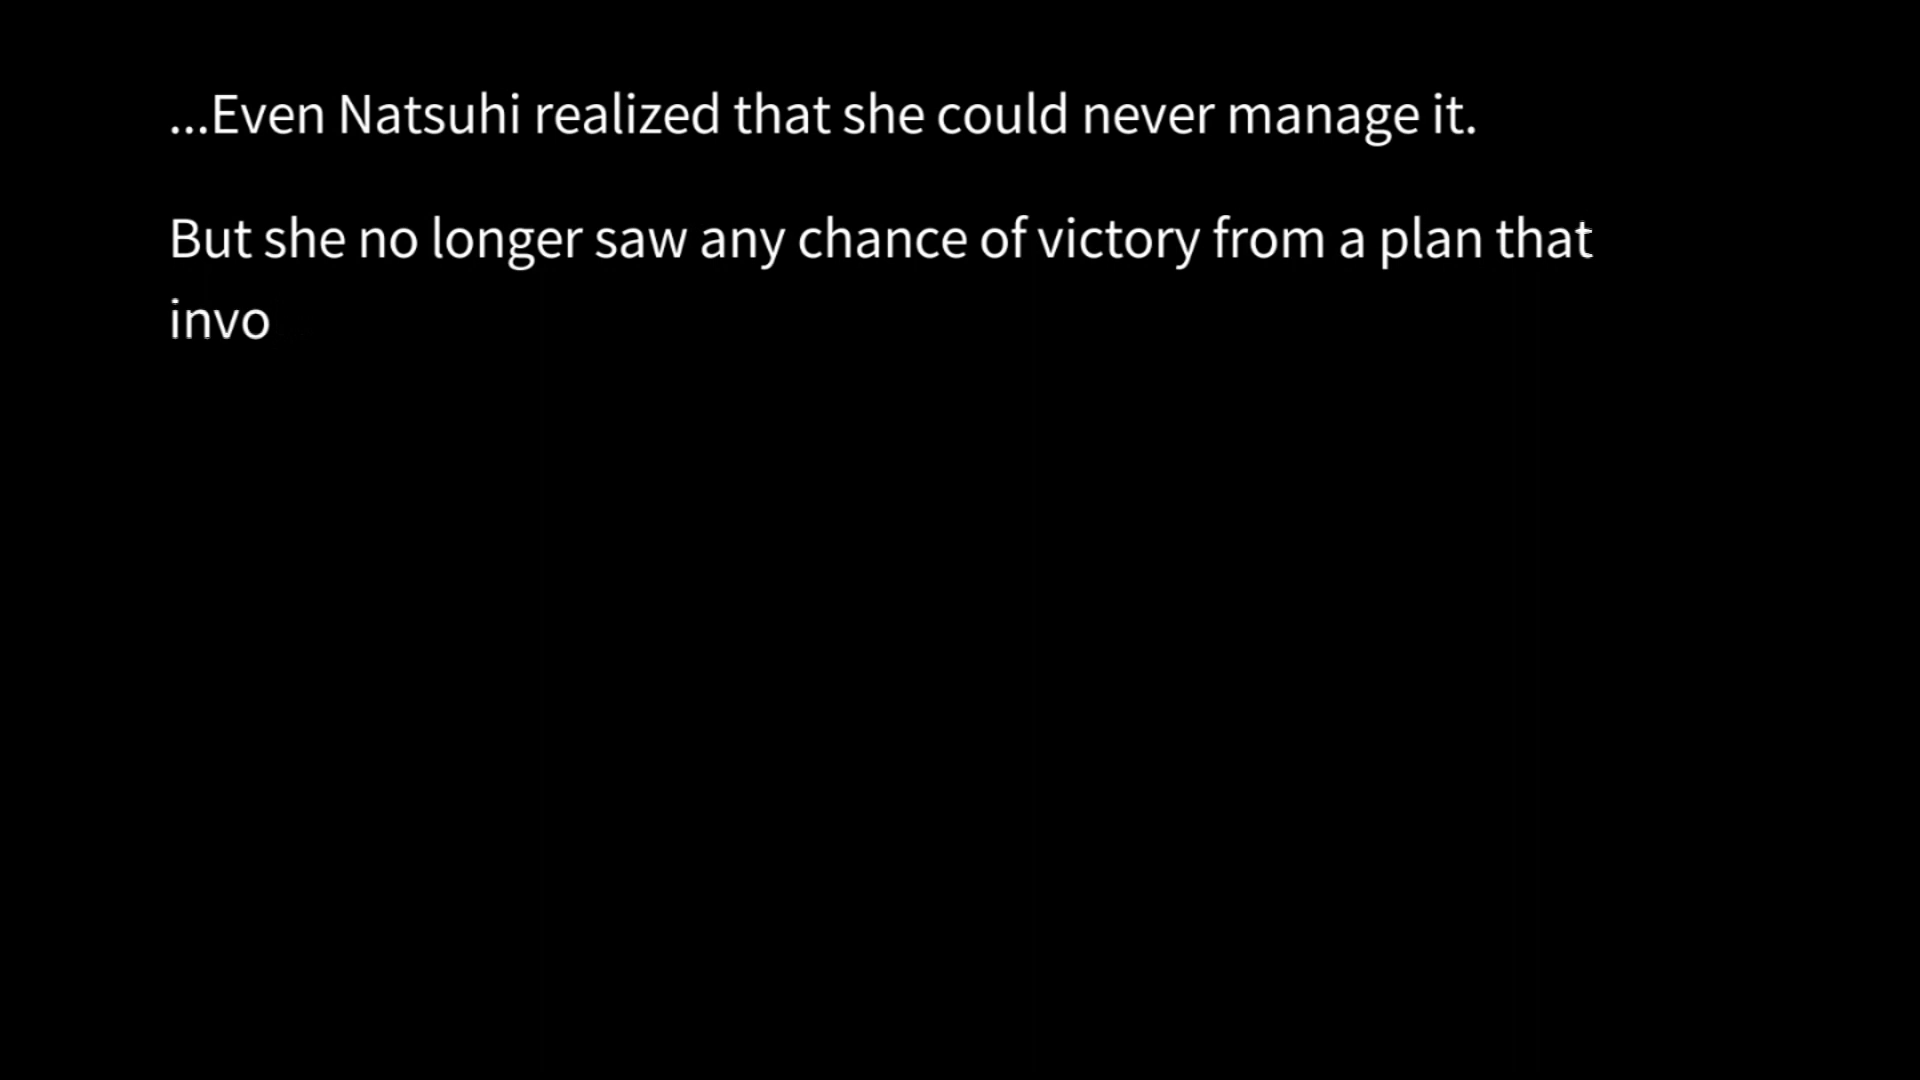 ...Even Natsuhi realized that she could never manage it.
But she no longer saw any chance of victory from a plan that
invo